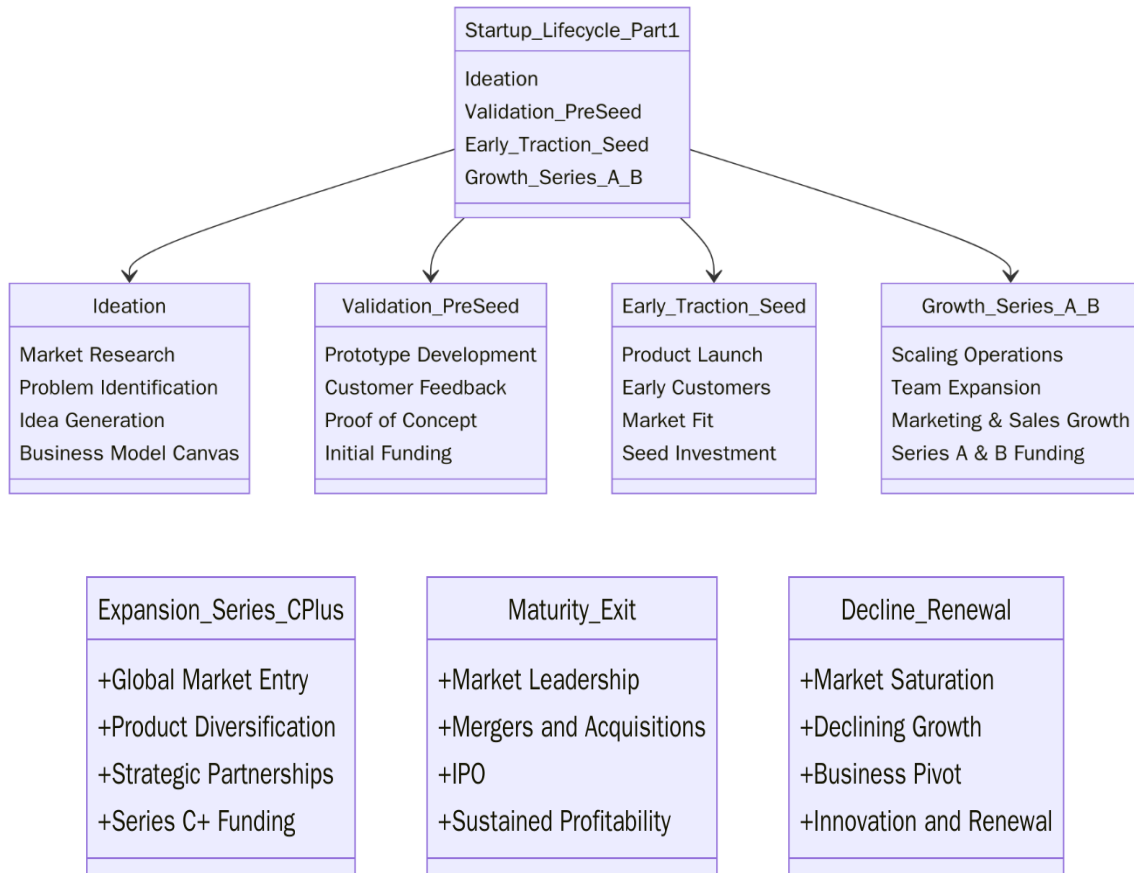 Startup_Lifecycle_Part1
Ideation
Validation_PreSeed
Early_Traction_Seed
Growth_Series_A_B
Ideation
Market Research
Problem Identification
Idea Generation
Business Model Canvas
Validation_PreSeed
Prototype Development
Customer Feedback
Proof of Concept
Initial Funding
Early_Traction_Seed
Product Launch
Early Customers
Market Fit
Seed Investment
Growth_Series_A_B
Scaling Operations
Team Expansion
Marketing & Sales Growth
Series A & B Funding
Expansion_Series_CPlus
+Global Market Entry
+Product Diversification
+Strategic Partnerships
+Series C+ Funding
Maturity_Exit
+Market Leadership
+Mergers and Acquisitions
+IPO
+Sustained Profitability
Decline_Renewal
+Market Saturation
+Declining Growth
+Business Pivot
+Innovation and Renewal